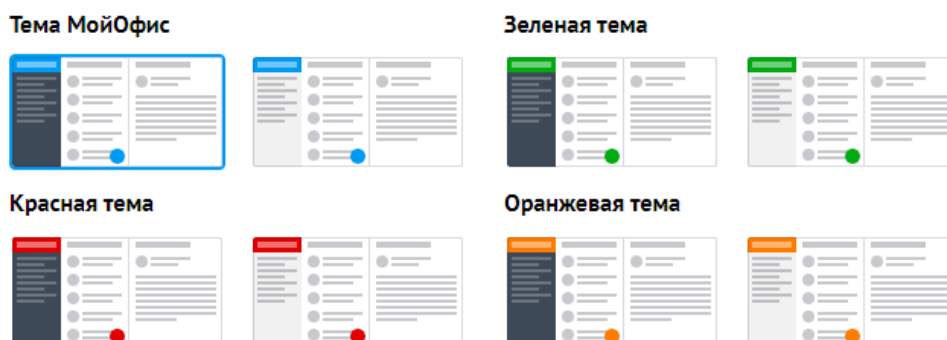 Тема МойОфис
Зеленая тема
Красная тема
Оранжевая тема